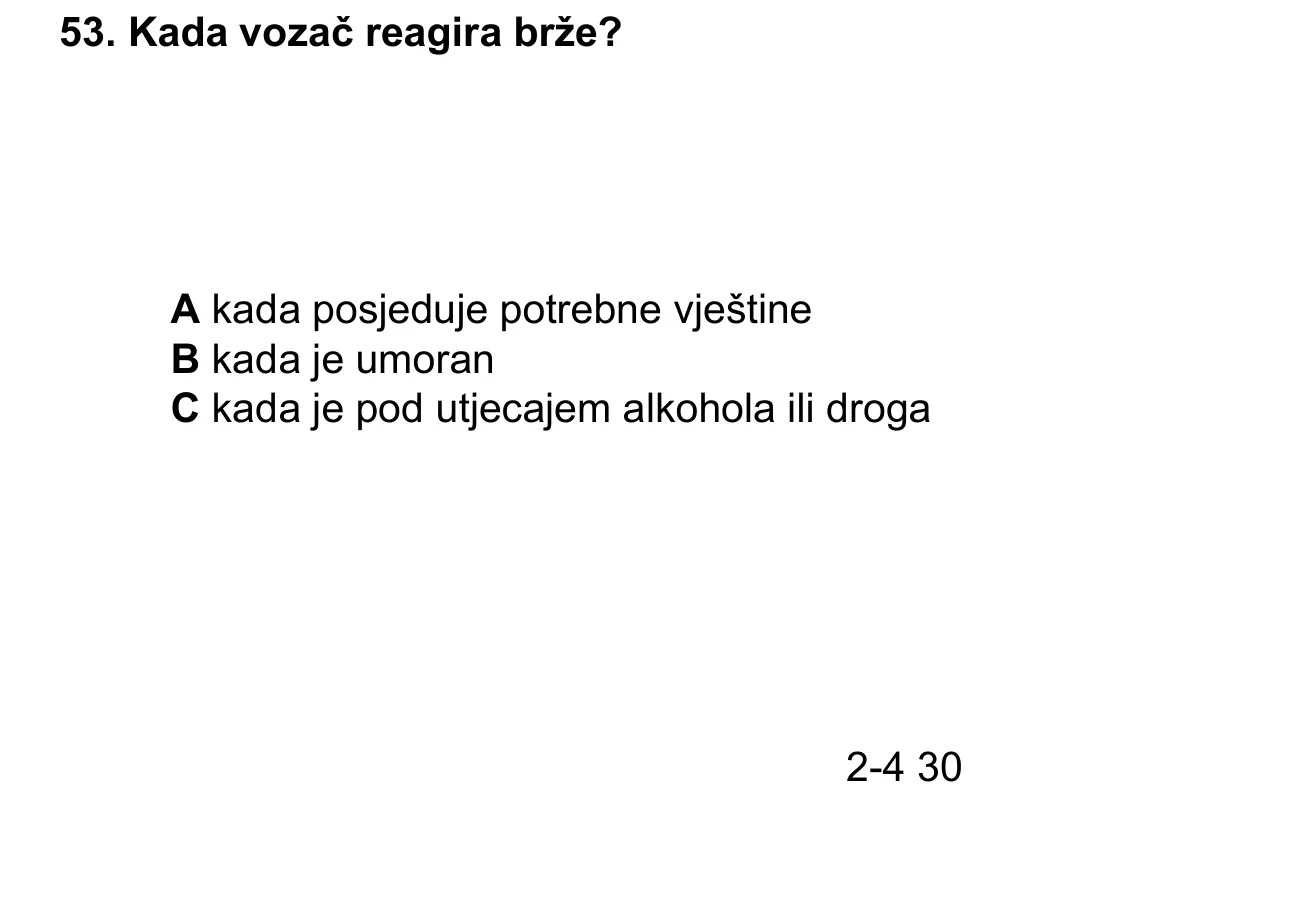 53. Kada vozač reagira brže?
A kada posjeduje potrebne vještine
B kada je umoran
C kada je pod utjecajem alkohola ili droga
2-4 30